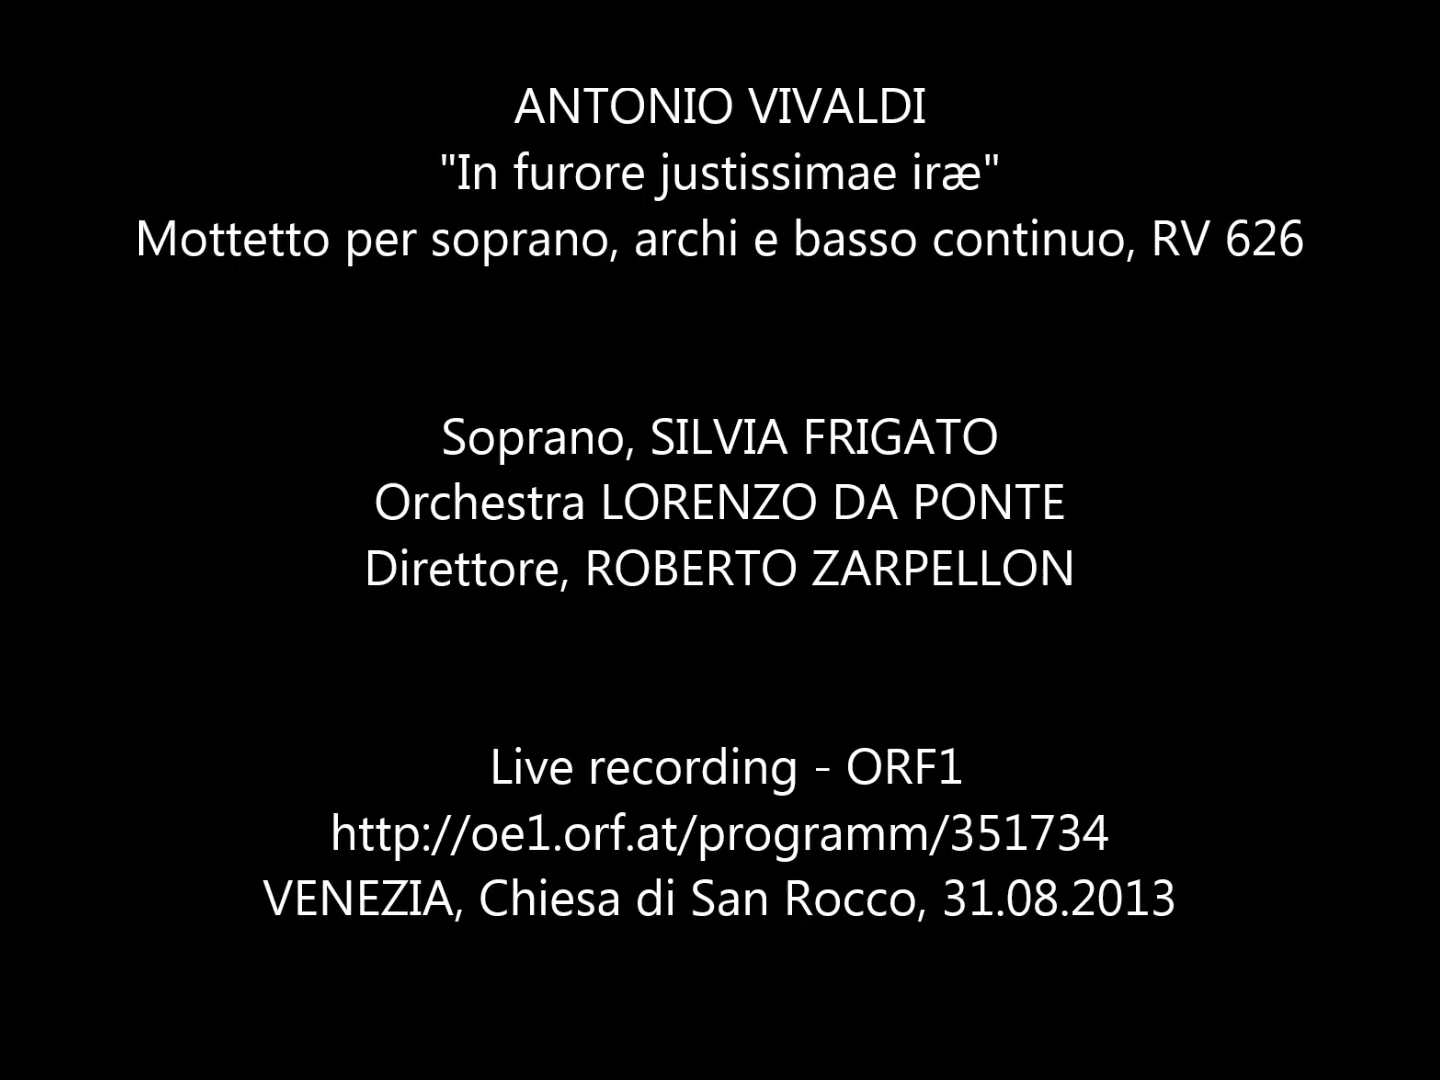 ANTONIO VIVALDI
"In furore justissimae iræ"
Mottetto per soprano, archi e basso continuo, RV 626
Soprano, SILVIA FRIGATO
Orchestra LORENZO DA PONTE
Direttore, ROBERTO ZARPELLON
Live recording - ORF1
http://oe1.orf.at/programm/351734
VENEZIA, Chiesa di San Rocco, 31.08.2013